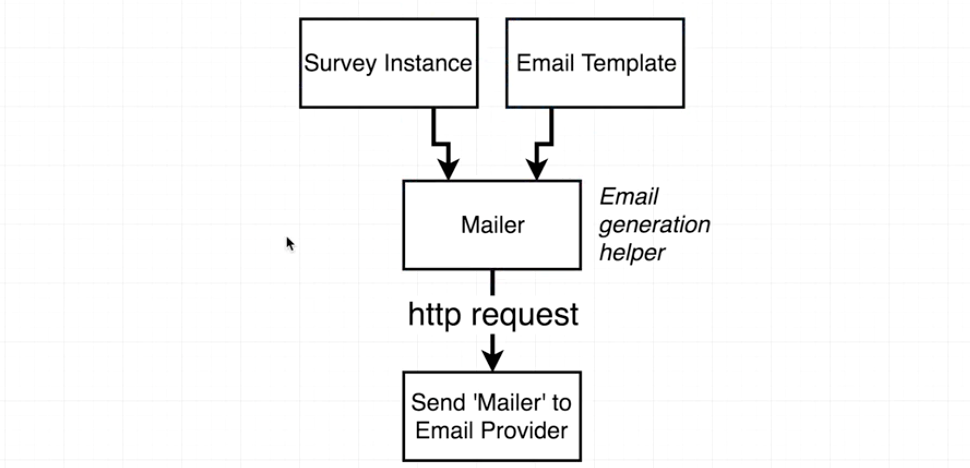 Survey Instance
Email Template
Mailer
Email
generation
helper
http request
Send 'Mailer' to
Email Provider